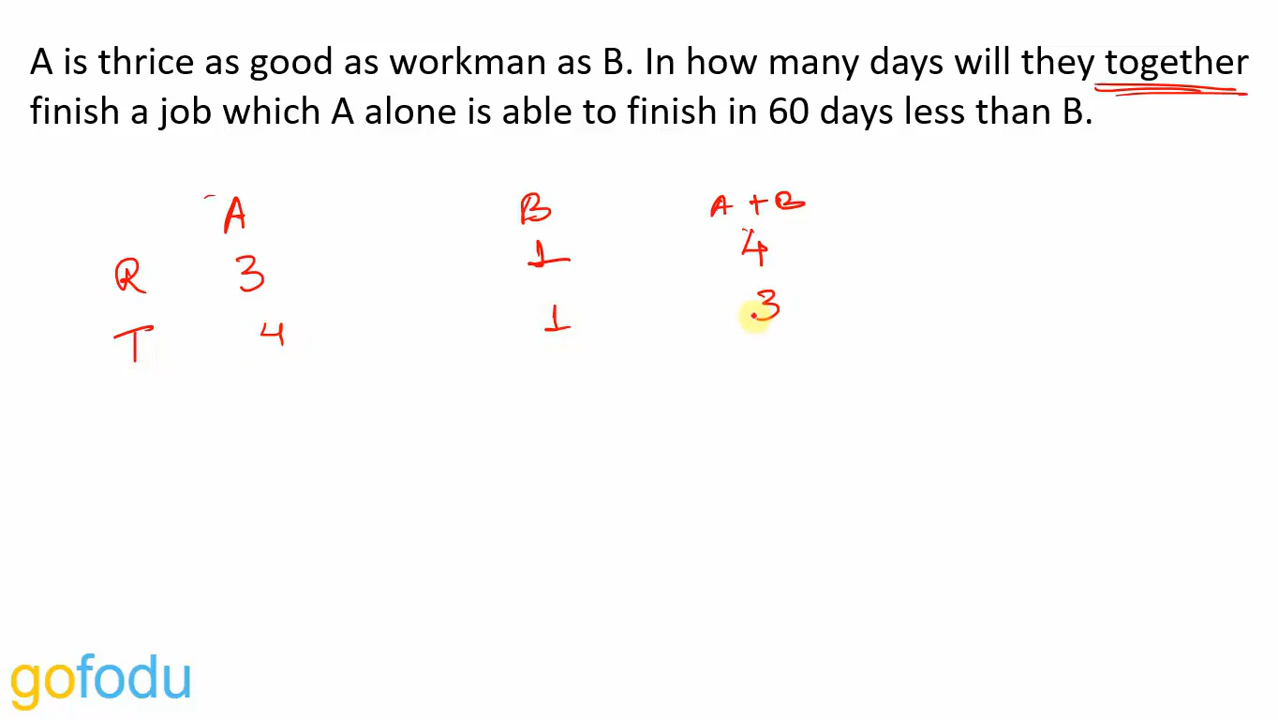 A is thrice as good as workman as B. In how many days will they together
finish a job which A alone is able to finish in 60 days less than B.
A B A + B
R 3 1 4
T 4 1 3
gofodu